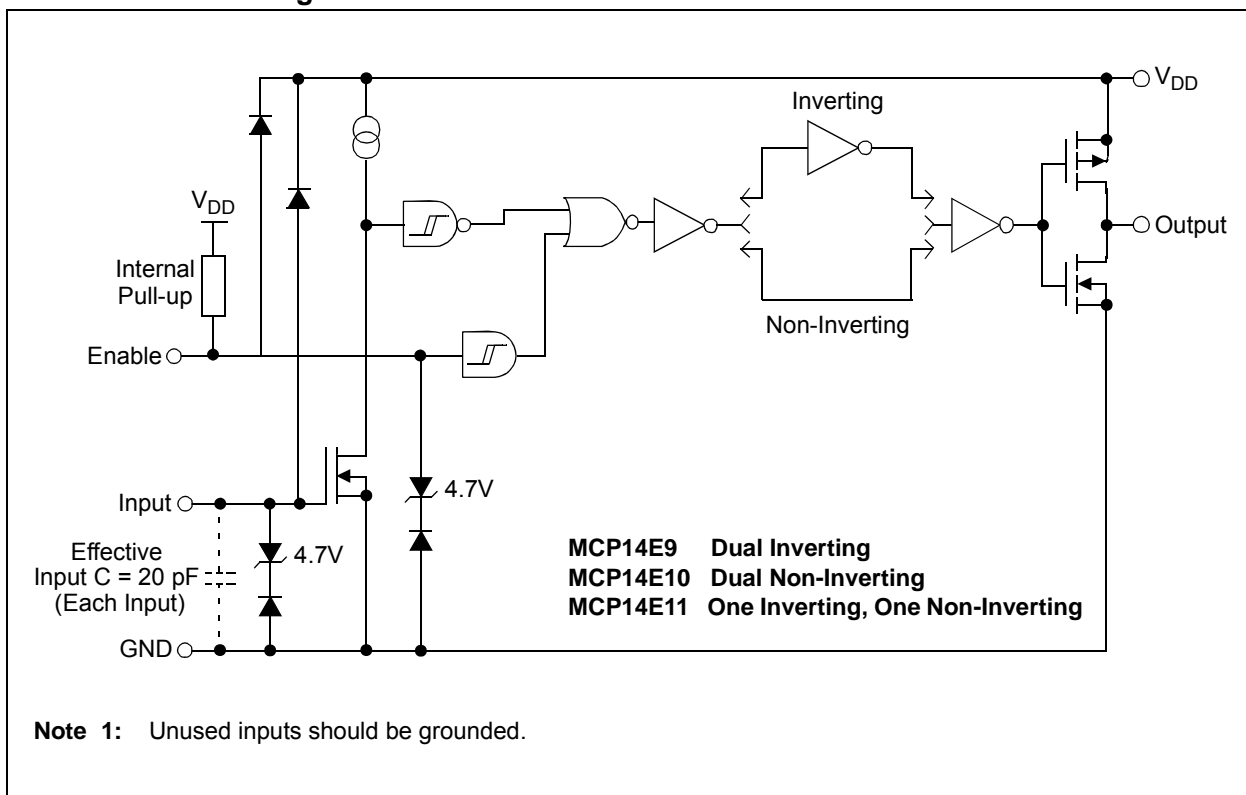 V_DD
Inverting
V_DD
Internal
Pull-up
Output
Non-Inverting
Enable
4.7V
Input
4.7V
Effective
Input C = 20 pF
(Each Input)
MCP14E9 Dual Inverting
MCP14E10 Dual Non-Inverting
MCP14E11 One Inverting, One Non-Inverting
GND
Note 1: Unused inputs should be grounded.